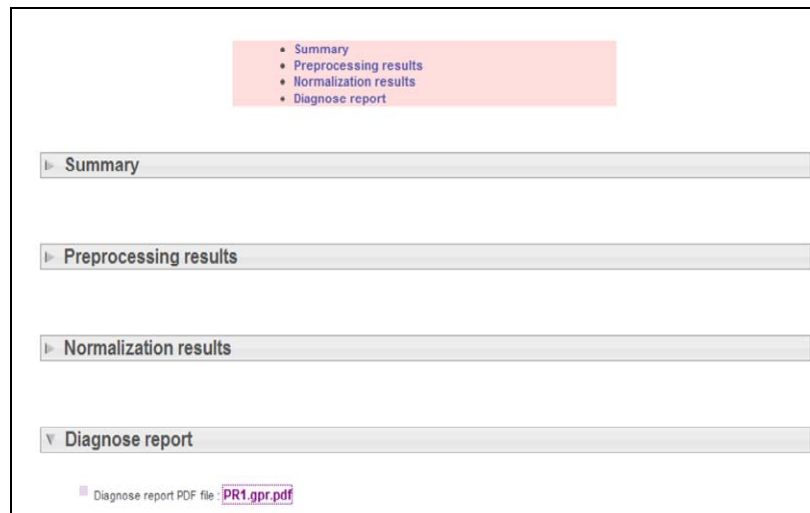 Summary
Preprocessing results
Normalization results
Diagnose report
Summary
Preprocessing results
Normalization results
Diagnose report
Diagnose report PDF file : PR1.gpr.pdf